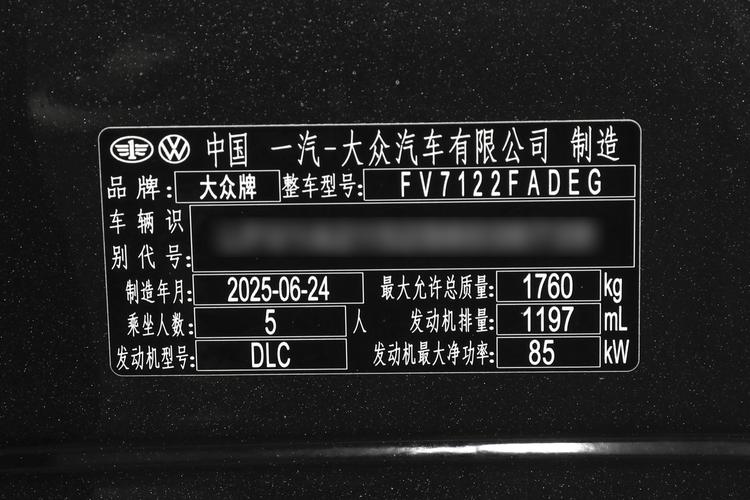 中国 一汽-大众汽车有限公司 制造
品牌: 大众牌 整车型号: FV7122FADEG
车辆识
别代号:
制造年月: 2025-06-24 最大允许总质量: 1760 kg
乘坐人数: 5 人 发动机排量: 1197 mL
发动机型号: DLC 发动机最大净功率: 85 kW